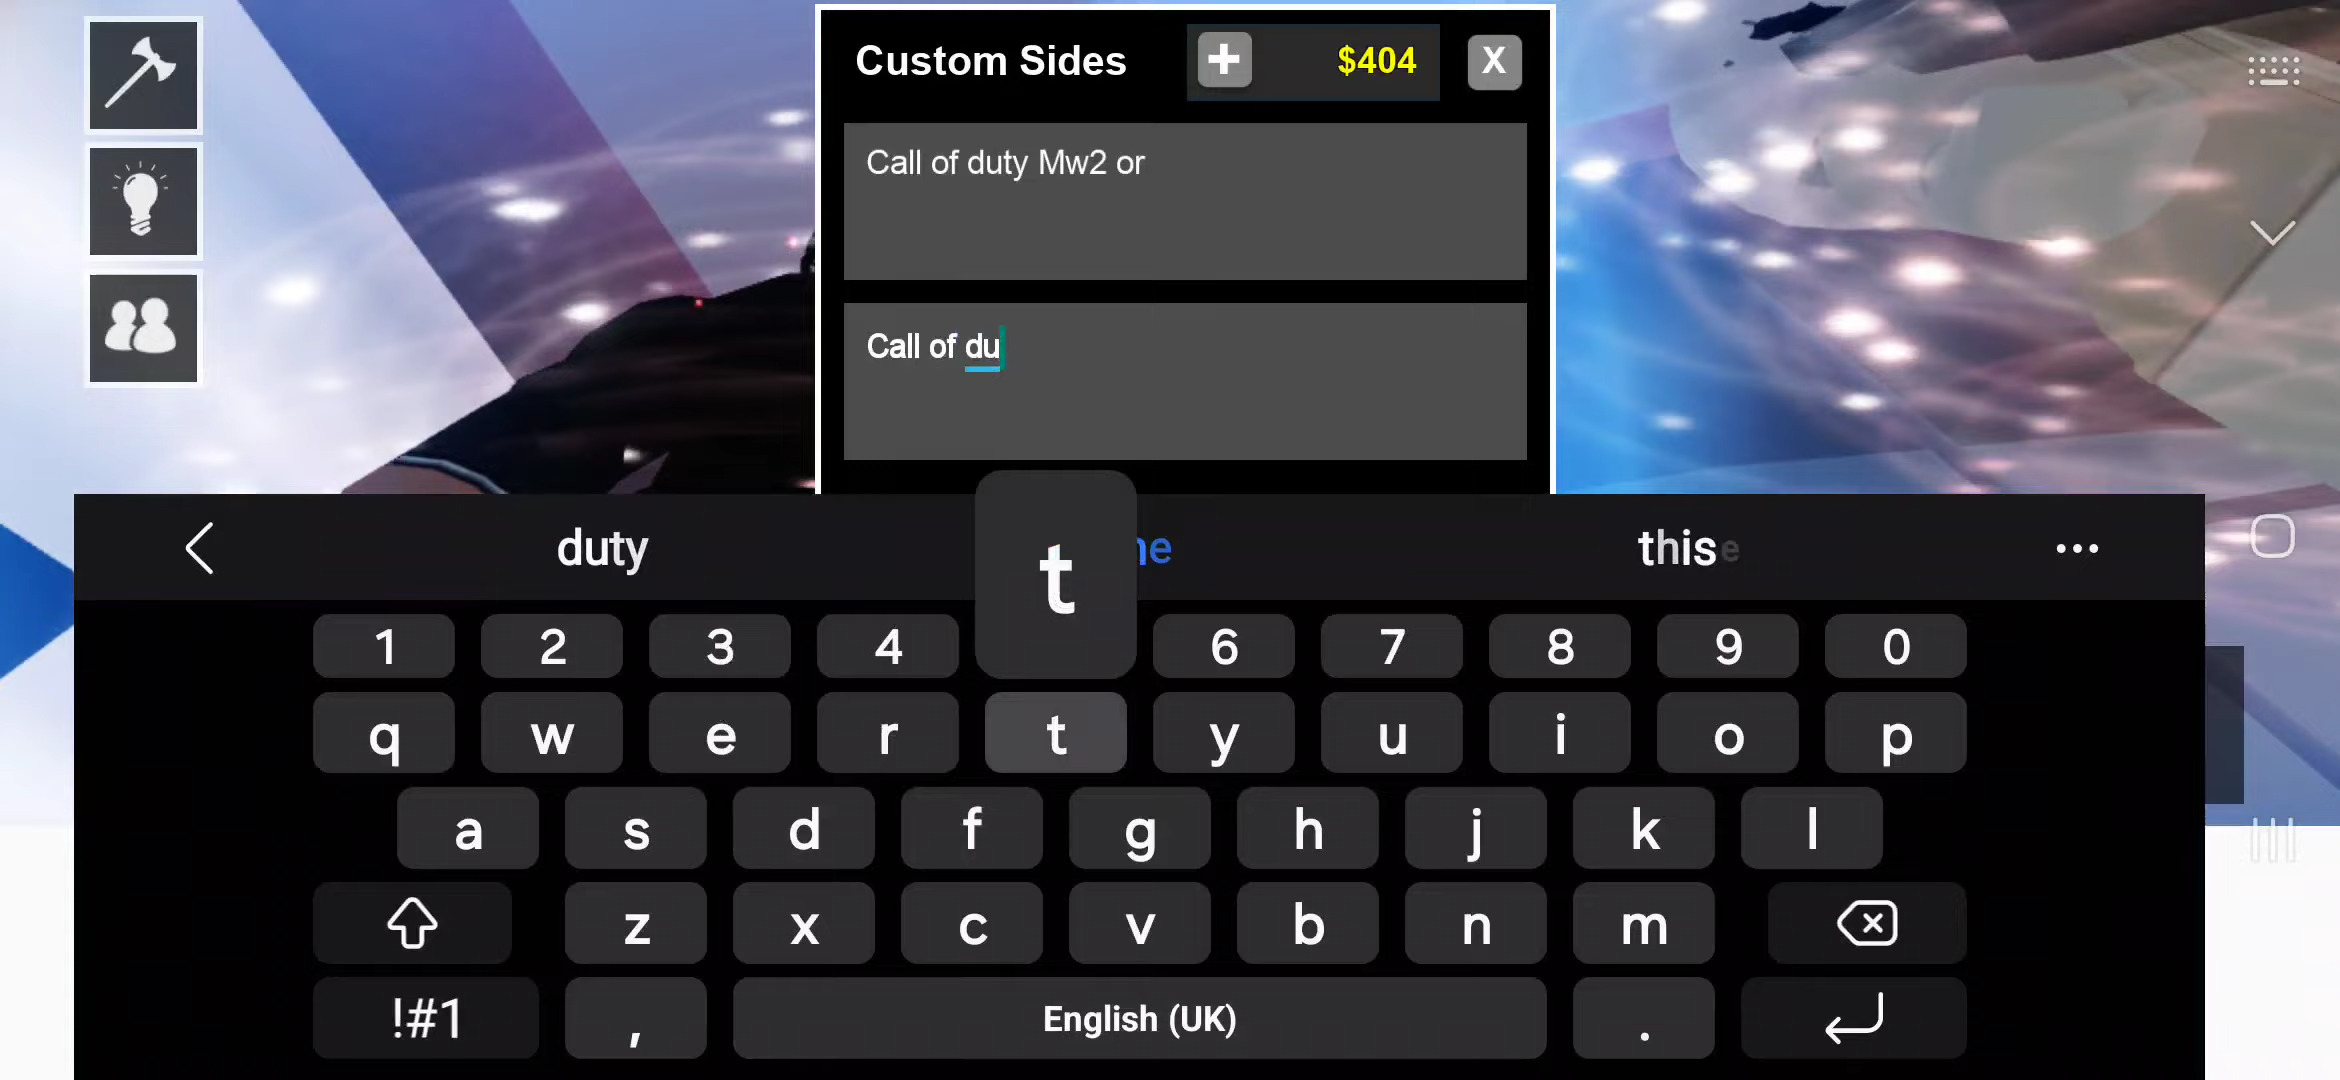 Custom Sides
$404
X
Call of duty Mw2 or
Call of du
duty
t
this
1 2 3 4 6 7 8 9 0
q w e r t y u i o p
a s d f g h j k l
z x c v b n m
!#1 , English (UK) .